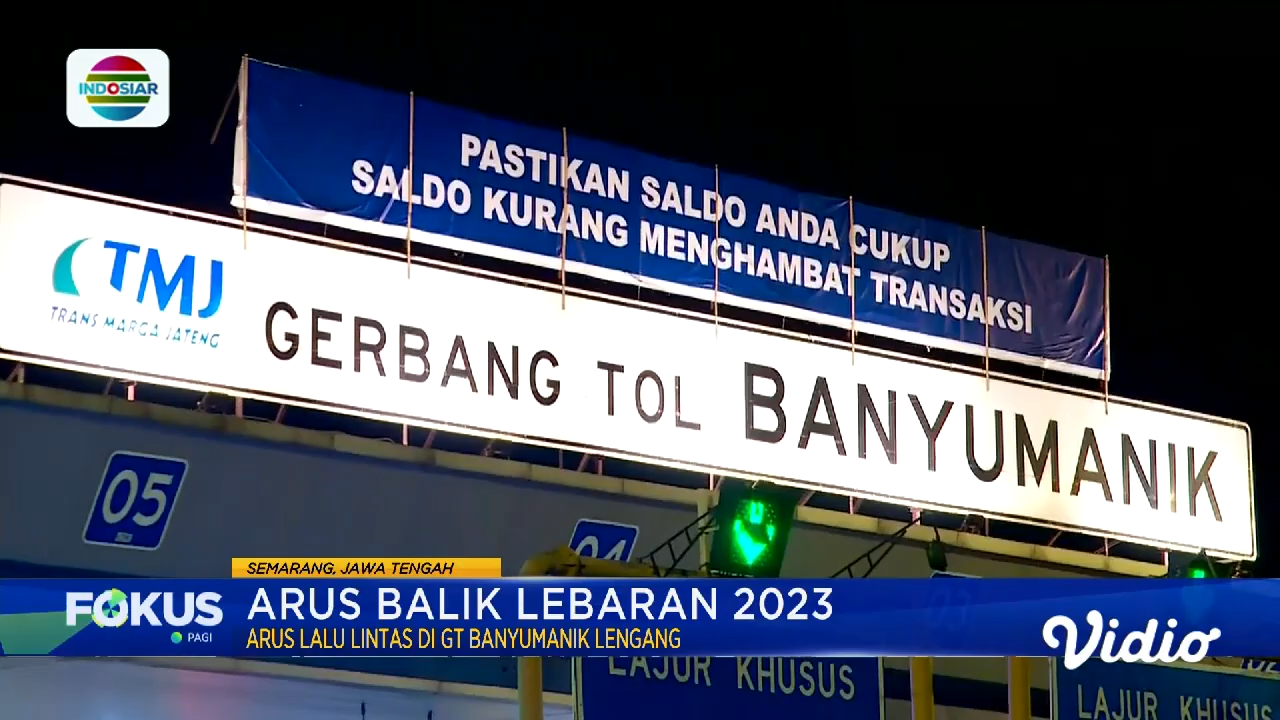 INDOSIAR
PASTIKAN SALDO ANDA CUKUP
SALDO KURANG MENGHAMBAT TRANSAKSI
TMJ
TRANS MARGA JATENG
GERBANG TOL BANYUMANIK
05
04
03
SEMARANG, JAWA TENGAH
FOKUS
PAGI
ARUS BALIK LEBARAN 2023
ARUS LALU LINTAS DI GT BANYUMANIK LENGANG
Vidio
LAJUR KHUSUS
LAJUR KHUSUS